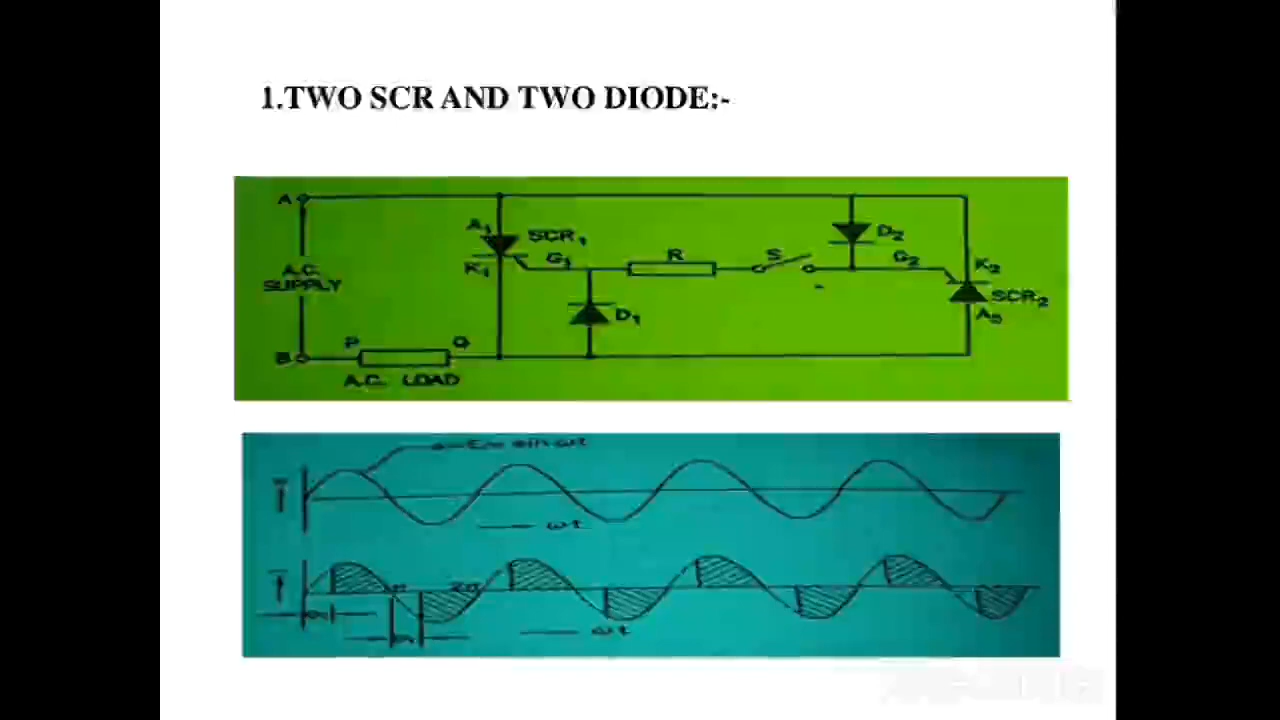 1.TWO SCR AND TWO DIODE:-
A
A1
SCR1
K1
G1
R
S
D2
G2
K2
SCR2
A.C.
SUPPLY
D1
B
P
Q
A.C. LOAD
ωt
π
2π
ωt